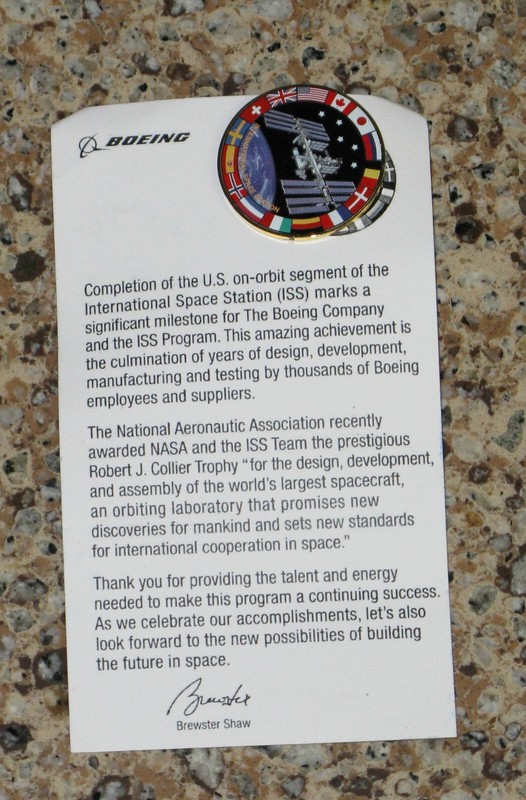 BOEING
Completion of the U.S. on-orbit segment of the
International Space Station (ISS) marks a
significant milestone for The Boeing Company
and the ISS Program. This amazing achievement is
the culmination of years of design, development,
manufacturing and testing by thousands of Boeing
employees and suppliers.
The National Aeronautic Association recently
awarded NASA and the ISS Team the prestigious
Robert J. Collier Trophy “for the design, development,
and assembly of the world's largest spacecraft,
an orbiting laboratory that promises new
discoveries for mankind and sets new standards
for international cooperation in space.”
Thank you for providing the talent and energy
needed to make this program a continuing success.
As we celebrate our accomplishments, let's also
look forward to the new possibilities of building
the future in space.
Brewster
Brewster Shaw